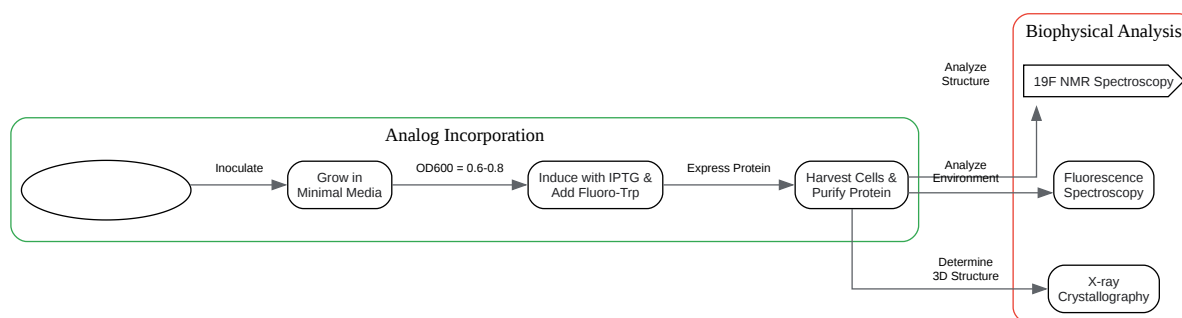 Biophysical Analysis
Analyze
Structure
19F NMR Spectroscopy
Analog Incorporation
Inoculate
Grow in
Minimal Media
OD600 = 0.6-0.8
Induce with IPTG &
Add Fluoro-Trp
Express Protein
Harvest Cells &
Purify Protein
Analyze
Environment
Fluorescence
Spectroscopy
Determine
3D Structure
X-ray
Crystallography